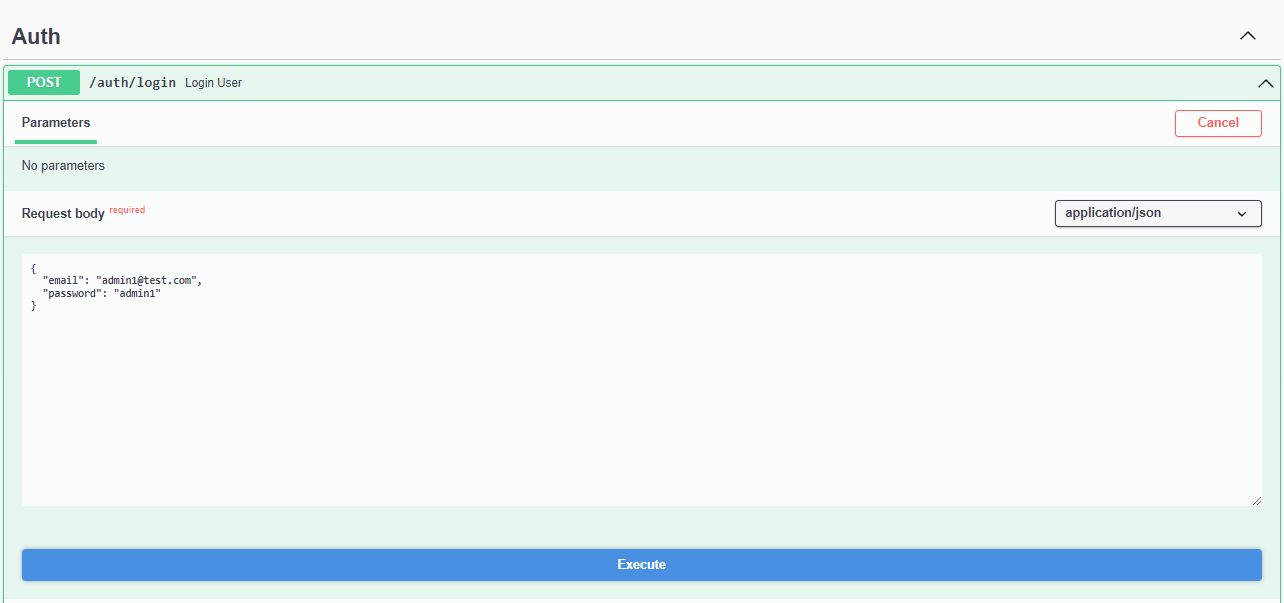 Auth
POST /auth/login Login User
Parameters Cancel
No parameters
Request body required application/json
{
"email": "admin1@test.com",
"password": "admin1"
}
Execute